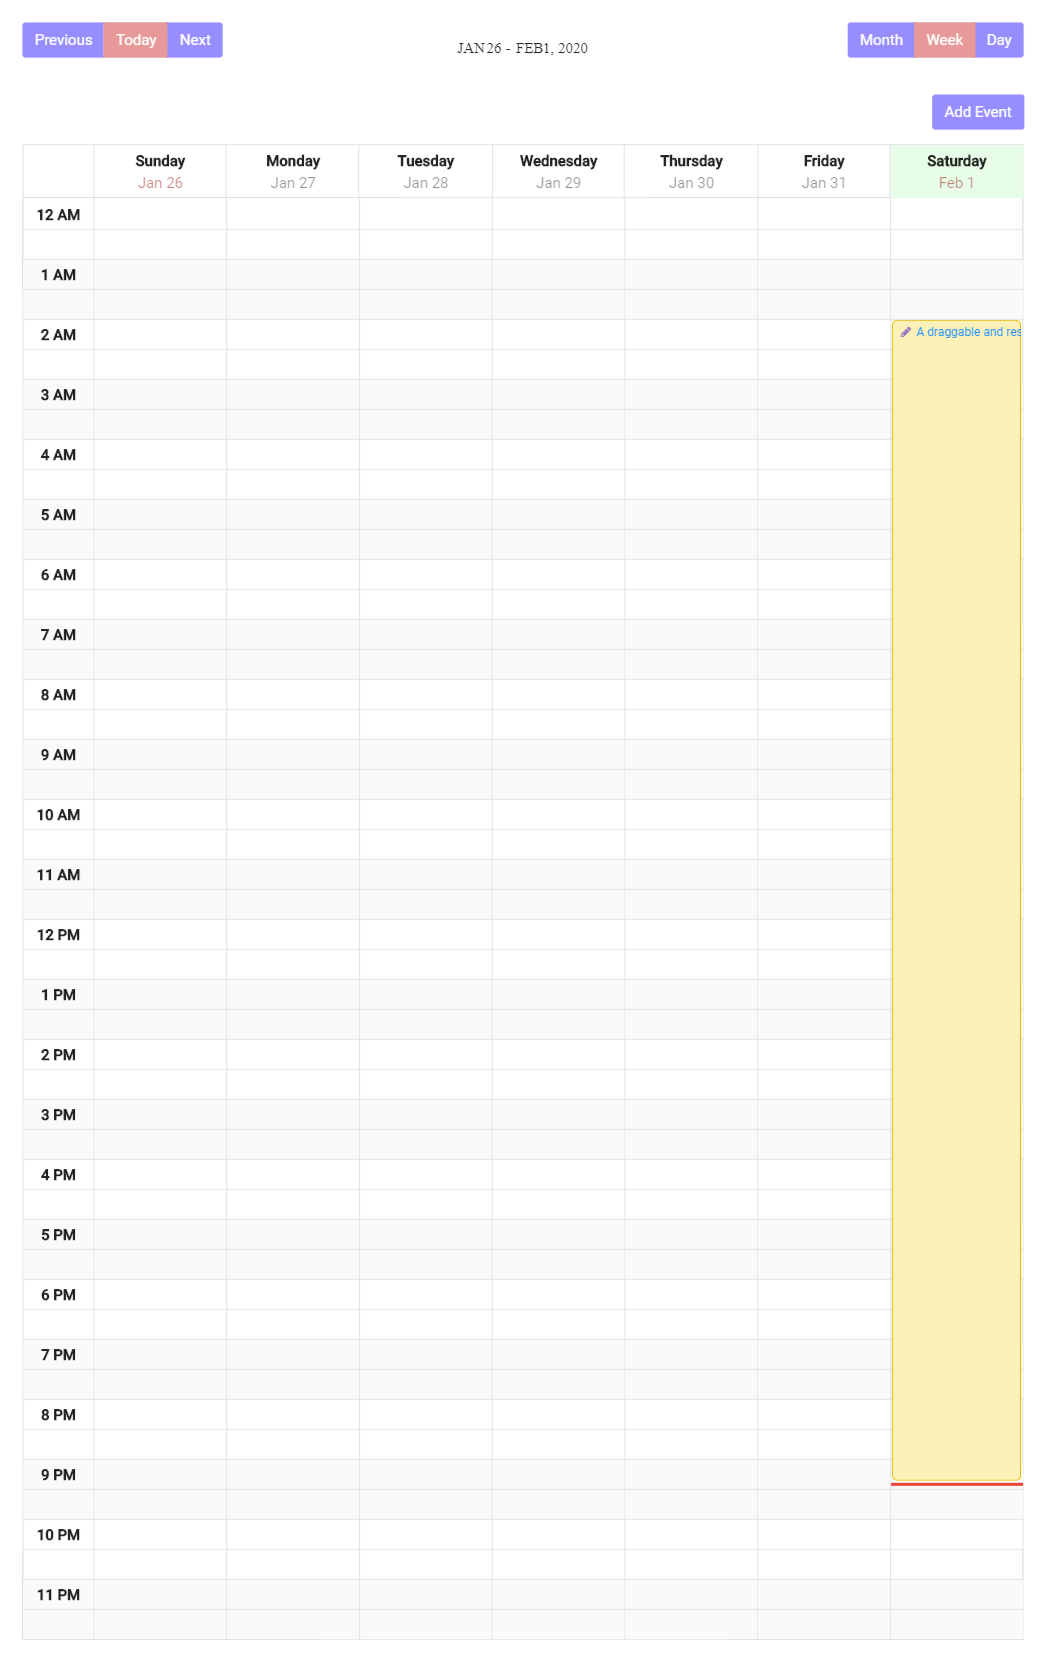 Previous Today Next
JAN26 - FEB1, 2020
Month Week Day
Add Event
Sunday Monday Tuesday Wednesday Thursday Friday Saturday
Jan 26 Jan 27 Jan 28 Jan 29 Jan 30 Jan 31 Feb 1
12 AM
1 AM
2 AM A draggable and res
3 AM
4 AM
5 AM
6 AM
7 AM
8 AM
9 AM
10 AM
11 AM
12 PM
1 PM
2 PM
3 PM
4 PM
5 PM
6 PM
7 PM
8 PM
9 PM
10 PM
11 PM